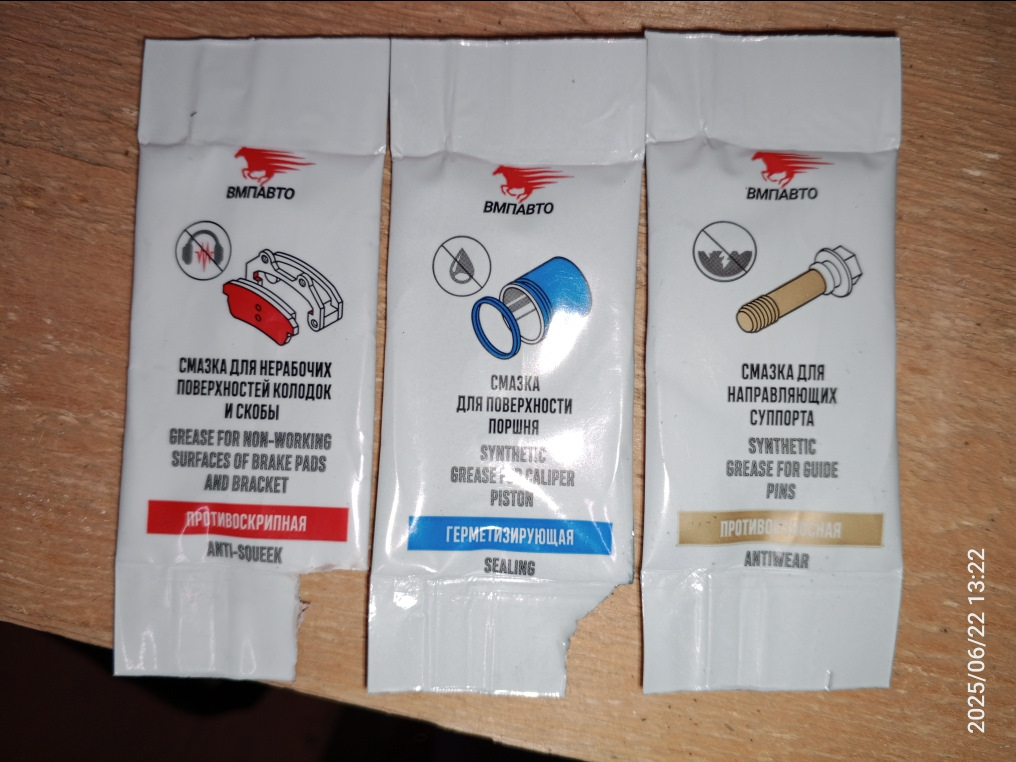 ВМПАВТО
СМАЗКА ДЛЯ НЕРАБОЧИХ
ПОВЕРХНОСТЕЙ КОЛОДОК
И СКОБЫ
GREASE FOR NON-WORKING
SURFACES OF BRAKE PADS
AND BRACKET
ПРОТИВОСКРИПНАЯ
ANTI-SQUEEK
ВМПАВТО
СМАЗКА
ДЛЯ ПОВЕРХНОСТИ
ПОРШНЯ
SYNTHETIC
GREASE FOR CALIPER
PISTON
ГЕРМЕТИЗИРУЮЩАЯ
SEALING
ВМПАВТО
СМАЗКА ДЛЯ
НАПРАВЛЯЮЩИХ
СУППОРТА
SYNTHETIC
GREASE FOR GUIDE
PINS
ANTIWEAR
2025/06/22 13:22